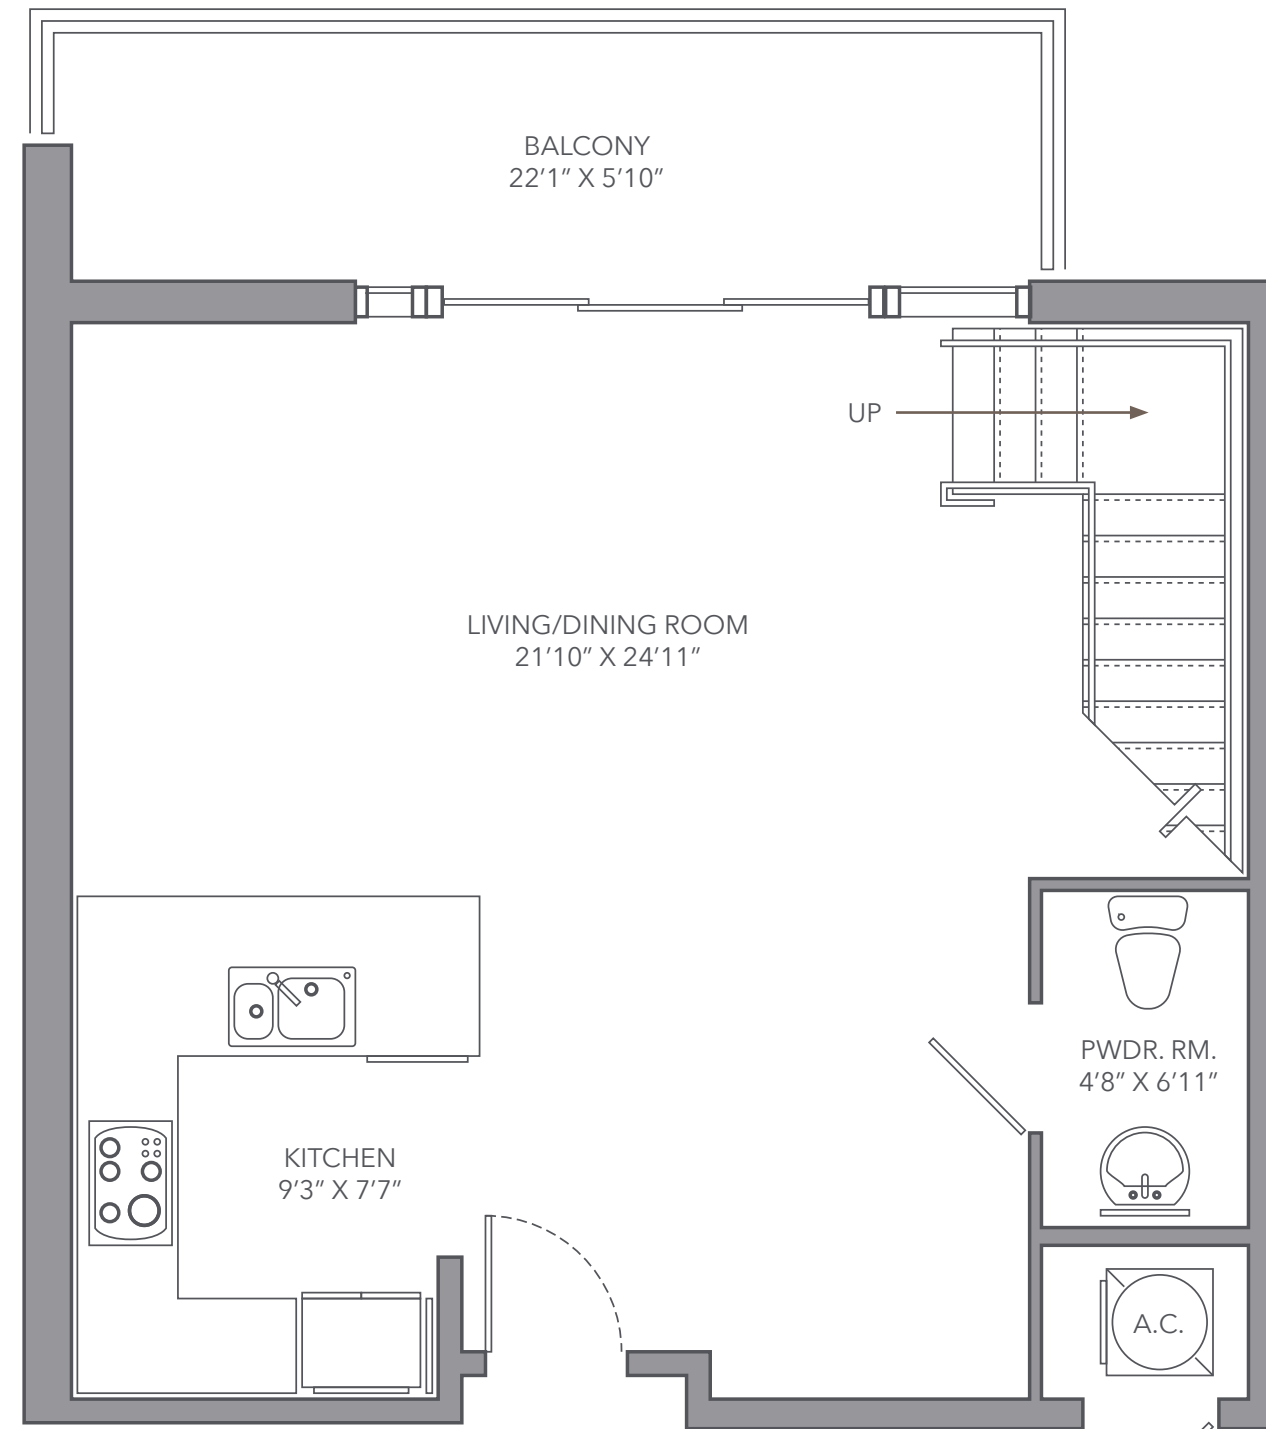 BALCONY
22’1” X 5’10”
UP
LIVING/DINING ROOM
21’10” X 24’11”
PWDR. RM.
4'8” X 6’11”
KITCHEN
9’3” X 7’7”
A.C.